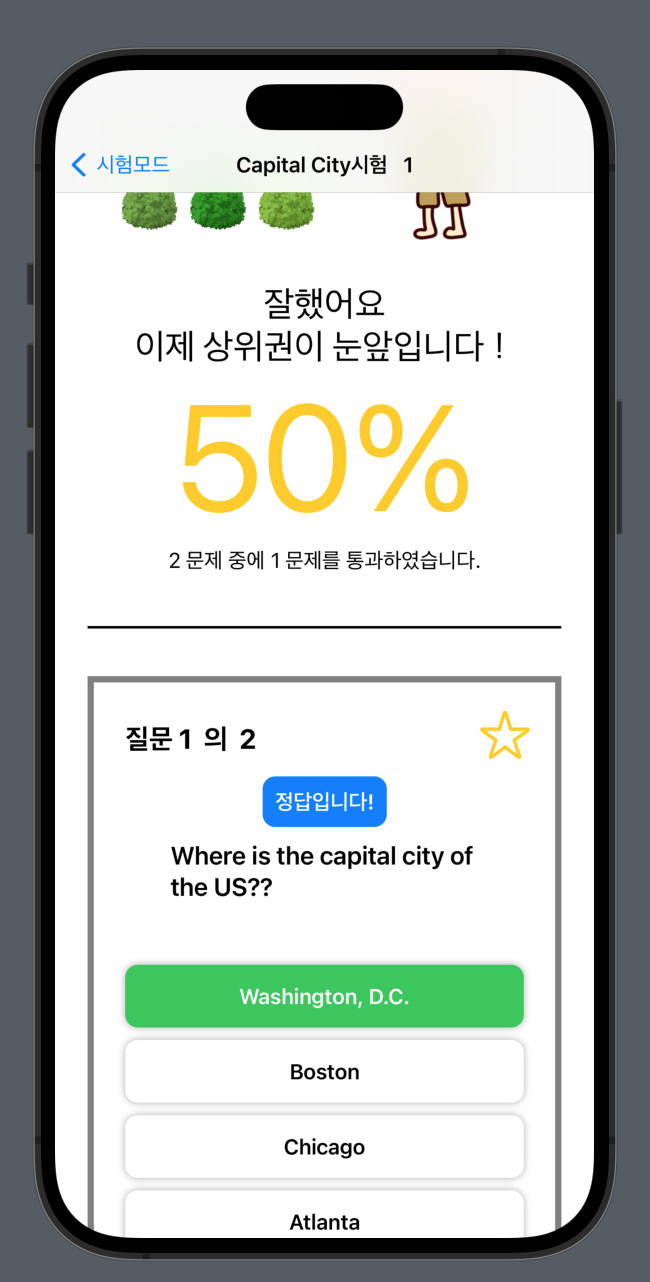 시험모드
Capital City시험 1
잘했어요
이제 상위권이 눈앞입니다 !
50%
2 문제 중에 1 문제를 통과하였습니다.
질문 1 의 2
정답입니다!
Where is the capital city of
the US??
Washington, D.C.
Boston
Chicago
Atlanta